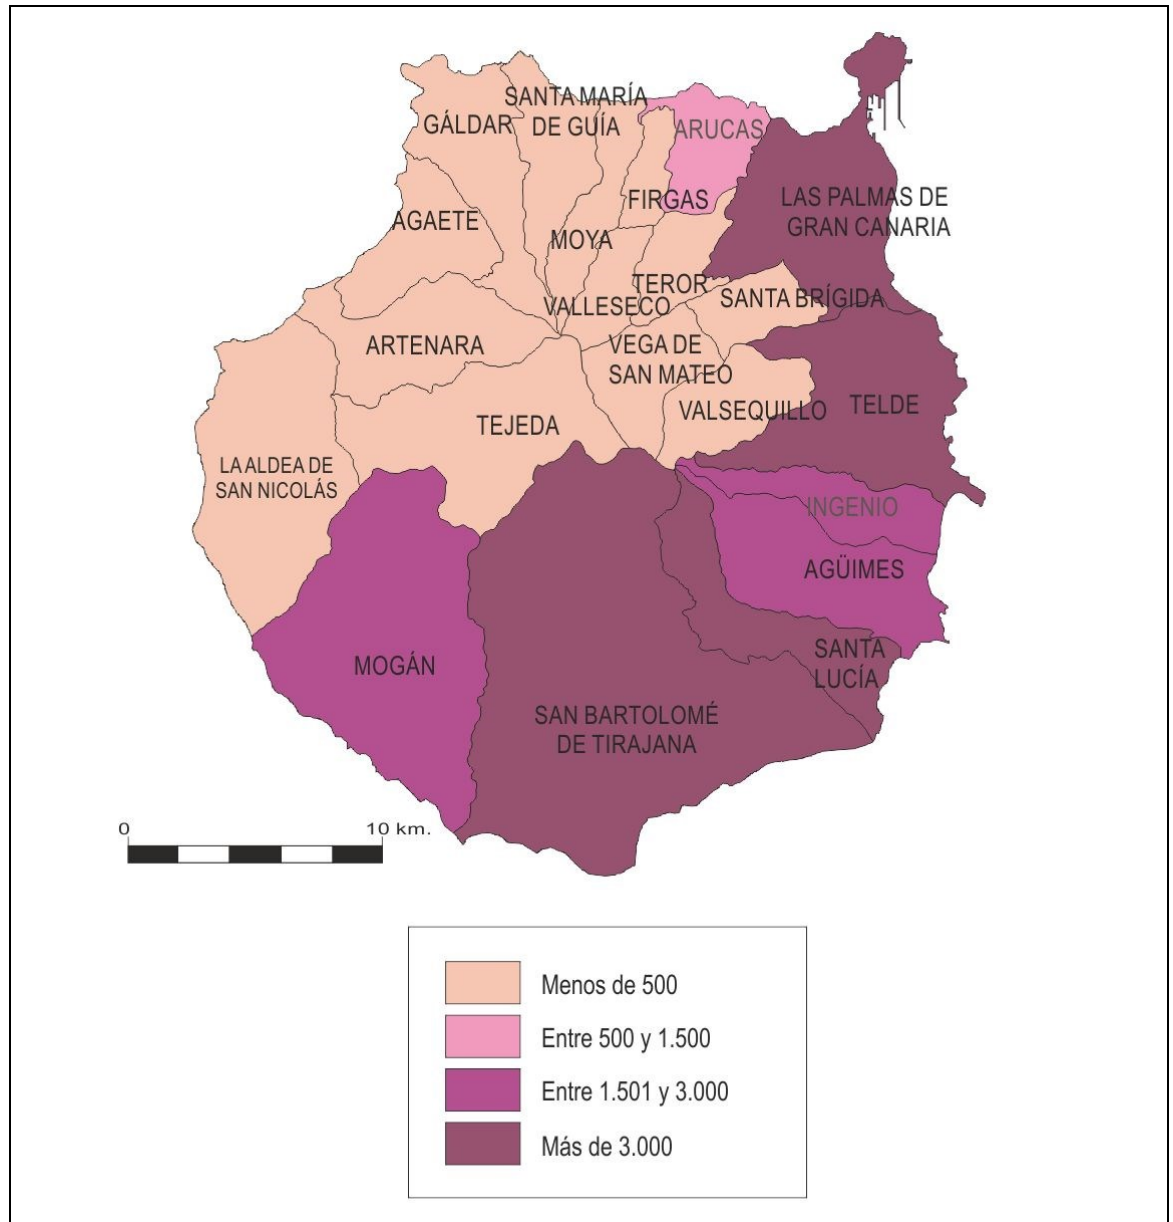 SANTA MARÍA
DE GUÍA
GÁLDAR
ARUCAS
FIRGAS
LAS PALMAS DE
GRAN CANARIA
AGAETE
MOYA
TEROR
SANTA BRÍGIDA
VALLESECO
ARTENARA
VEGA DE
SAN MATEO
VALSEQUILLO
TELDE
TEJEDA
LA ALDEA DE
SAN NICOLÁS
INGENIO
AGÜIMES
MOGÁN
SANTA
LUCÍA
SAN BARTOLOMÉ
DE TIRAJANA
0 10 km.
Menos de 500
Entre 500 y 1.500
Entre 1.501 y 3.000
Más de 3.000